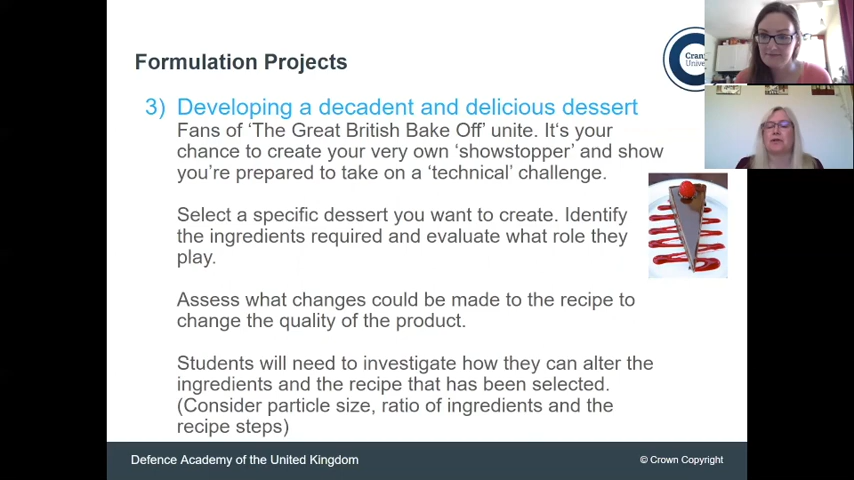 Formulation Projects
3) Developing a decadent and delicious dessert
Fans of ‘The Great British Bake Off’ unite. It‘s your
chance to create your very own ‘showstopper’ and show
you’re prepared to take on a ‘technical’ challenge.
Select a specific dessert you want to create. Identify
the ingredients required and evaluate what role they
play.
Assess what changes could be made to the recipe to
change the quality of the product.
Students will need to investigate how they can alter the
ingredients and the recipe that has been selected.
(Consider particle size, ratio of ingredients and the
recipe steps)
Defence Academy of the United Kingdom
© Crown Copyright